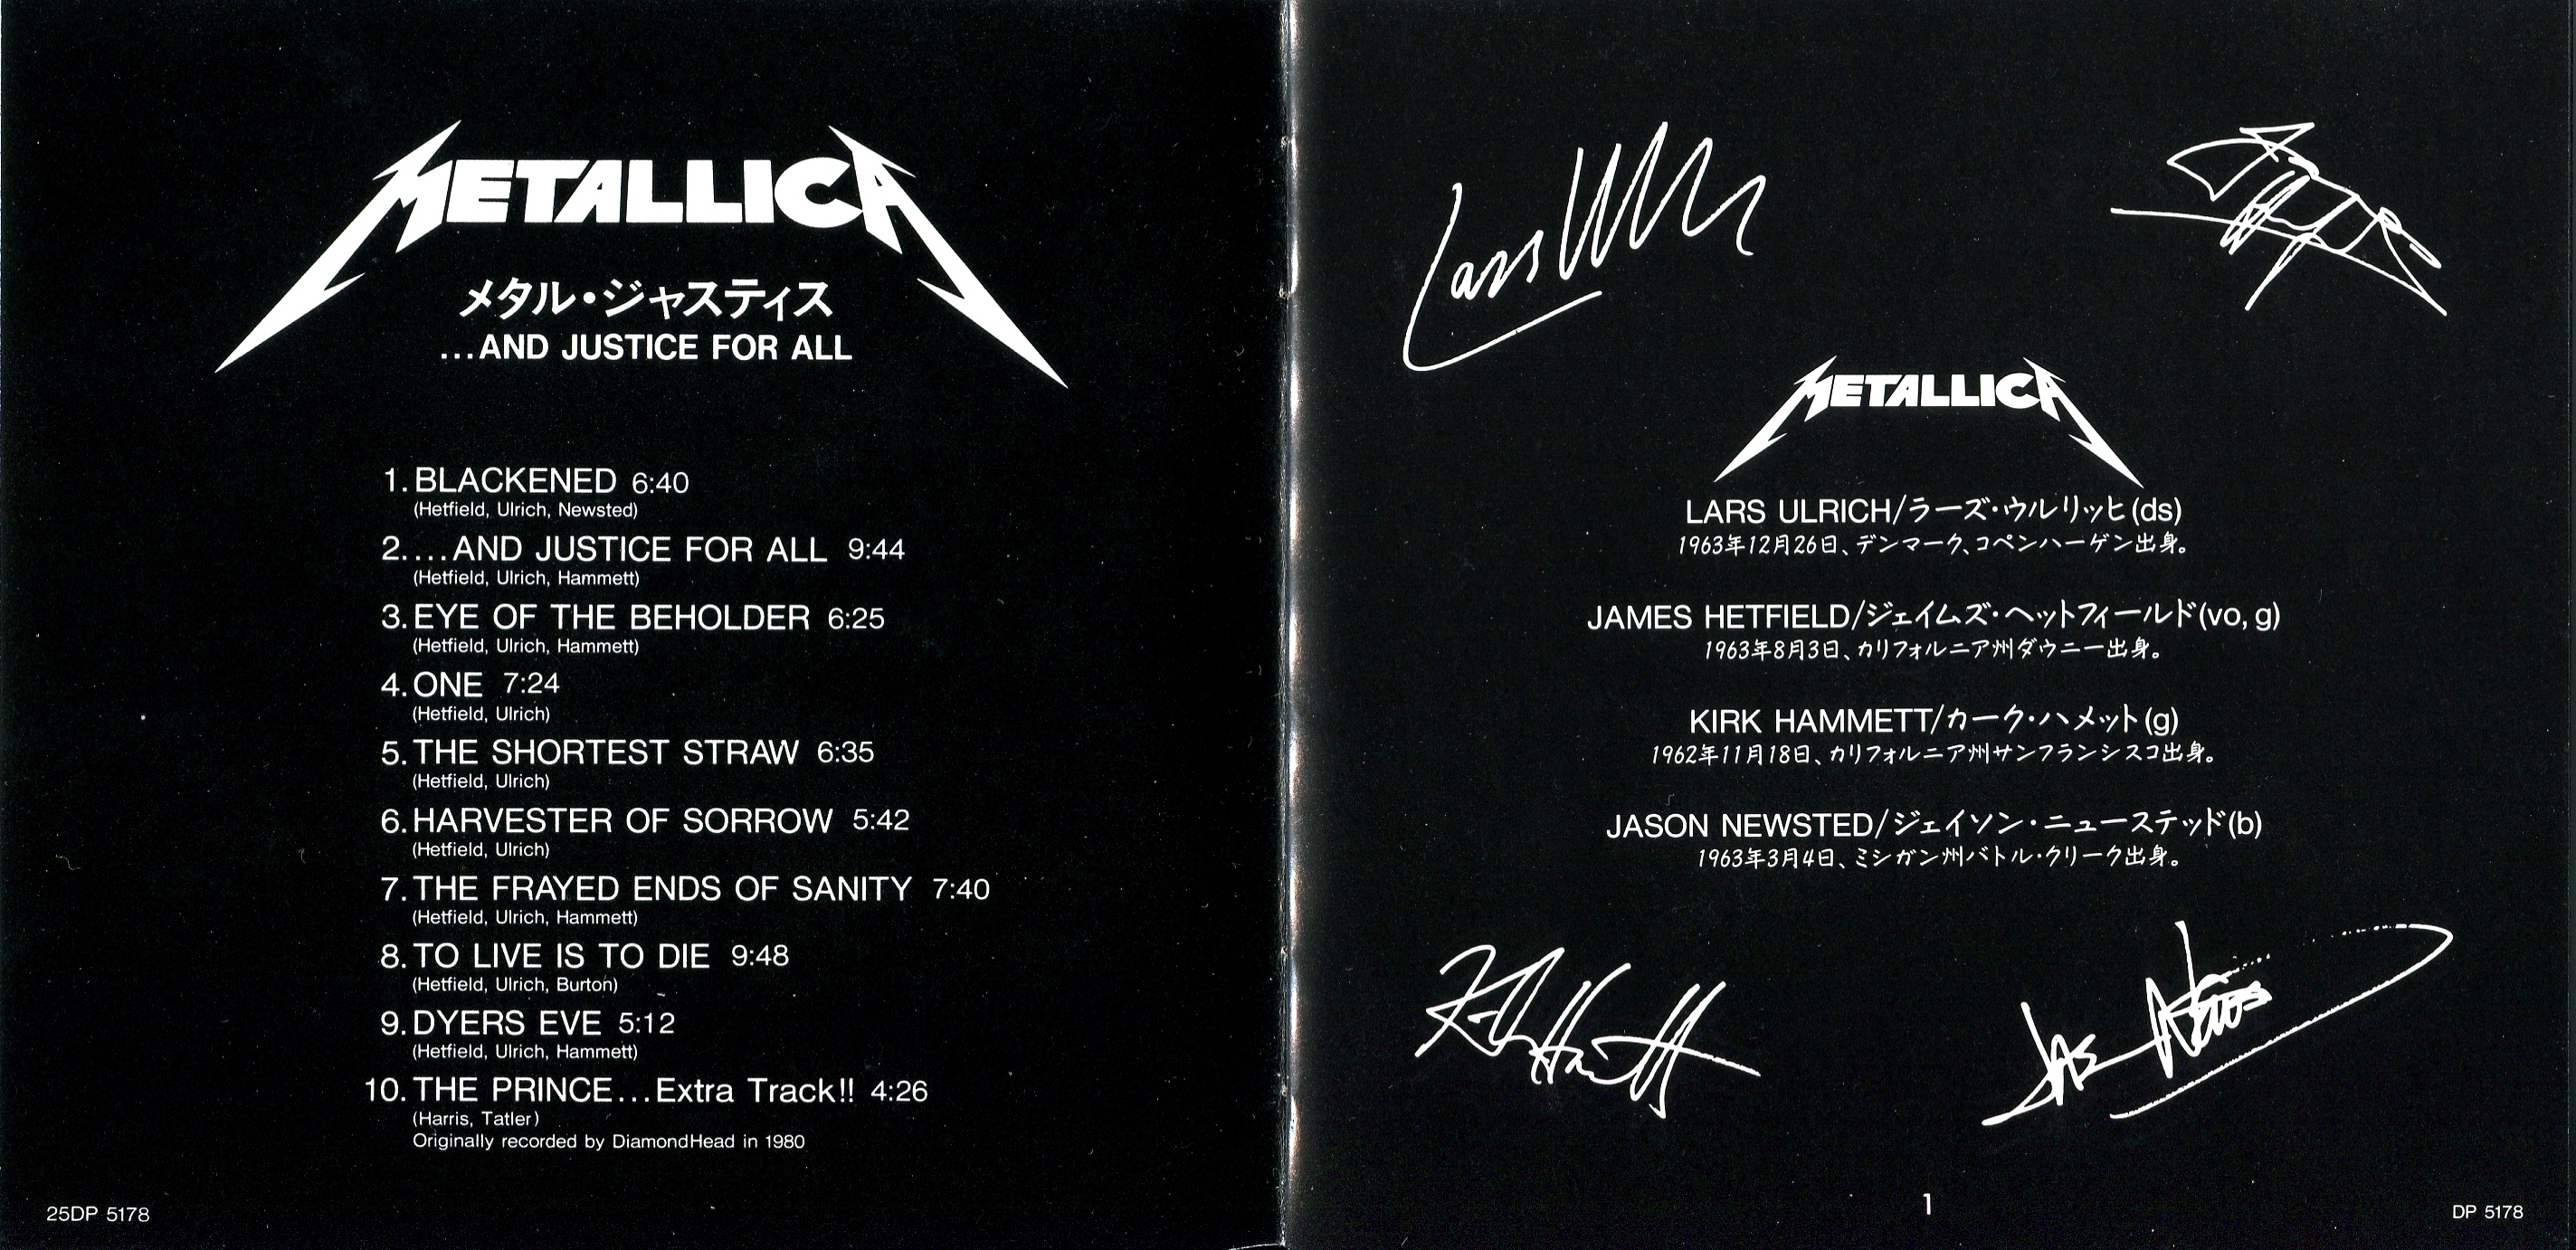 METALLICA
メタル・ジャスティス
...AND JUSTICE FOR ALL
1. BLACKENED 6:40
(Hetfield, Ulrich, Newsted)
2. ...AND JUSTICE FOR ALL 9:44
(Hetfield, Ulrich, Hammett)
3. EYE OF THE BEHOLDER 6:25
(Hetfield, Ulrich, Hammett)
4. ONE 7:24
(Hetfield, Ulrich)
5. THE SHORTEST STRAW 6:35
(Hetfield, Ulrich)
6. HARVESTER OF SORROW 5:42
(Hetfield, Ulrich)
7. THE FRAYED ENDS OF SANITY 7:40
(Hetfield, Ulrich, Hammett)
8. TO LIVE IS TO DIE 9:48
(Hetfield, Ulrich, Burton)
9. DYERS EVE 5:12
(Hetfield, Ulrich, Hammett)
10. THE PRINCE...Extra Track!! 4:26
(Harris, Tatler)
Originally recorded by DiamondHead in 1980
25DP 5178
Lars
METALLICA
LARS ULRICH/ラーズ・ウルリッヒ(ds)
1963年12月26日、デンマーク、コペンハーゲン出身。
JAMES HETFIELD/ジェイムズ・ヘットフィールド(vo, g)
1963年8月3日、カリフォルニア州ダウニー出身。
KIRK HAMMETT/カーク・ハメット(g)
1962年11月18日、カリフォルニア州サンフランシスコ出身。
JASON NEWSTED/ジェイソン・ニューステッド(b)
1963年3月4日、ミシガン州バトル・クリーク出身。
1
DP 5178